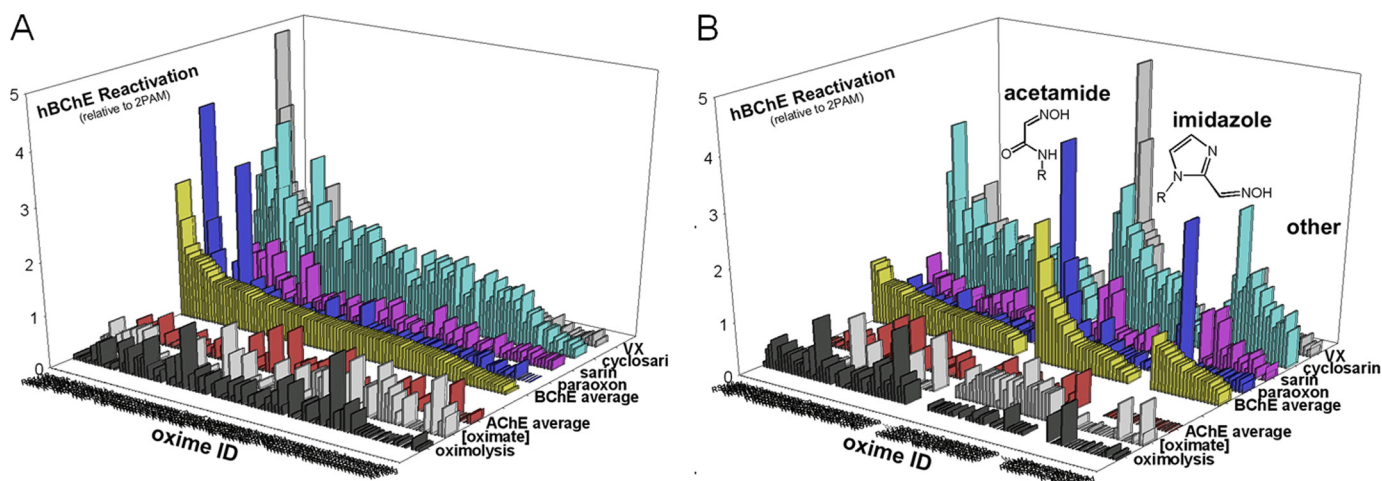 A
hBChE Reactivation
(relative to 2PAM)
5
4
3
2
1
0
VX
cyclosari
sarin
paraoxon
BChE average
AChE average
[oximate]
oximolysis
oxime ID
B
hBChE Reactivation
(relative to 2PAM)
5
4
3
2
1
0
acetamide
NOH
O
NH
R
imidazole
N
N
R
NOH
other
VX
cyclosarin
sarin
paraoxon
BChE average
AChE average
[oximate]
oximolysis
oxime ID